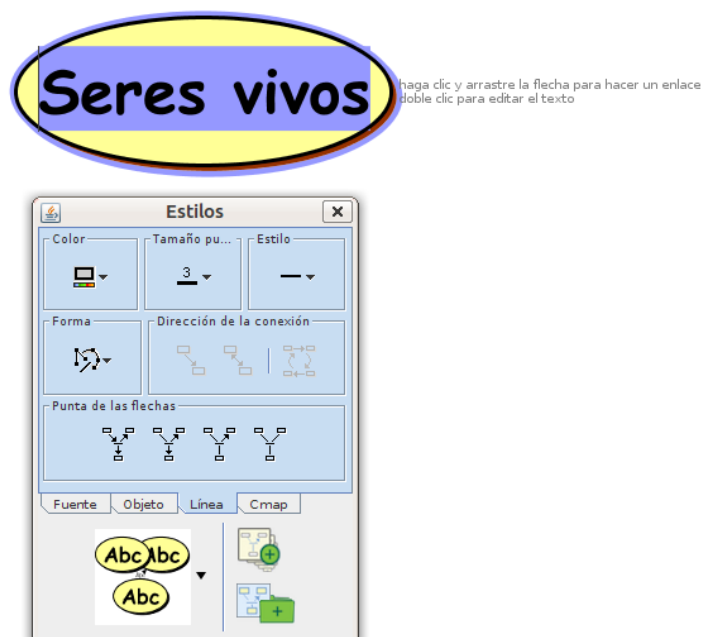 Seres vivos
haga clic y arrastre la flecha para hacer un enlace
doble clic para editar el texto
Estilos
Color
Tamaño pu...
Estilo
3
Forma
Dirección de la conexión
Punta de las flechas
Fuente
Objeto
Línea
Cmap
Abc
Abc
Abc